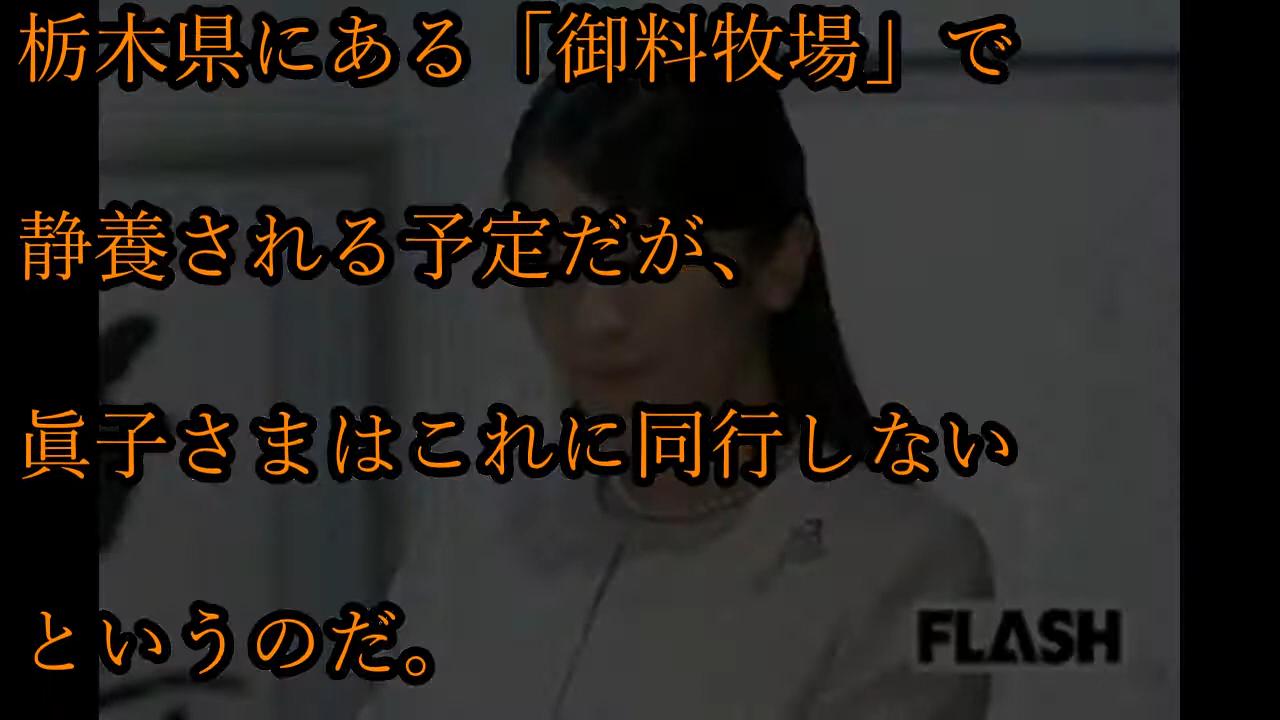 栃木県にある「御料牧場」で
静養される予定だが、
眞子さまはこれに同行しない
というのだ。
FLASH